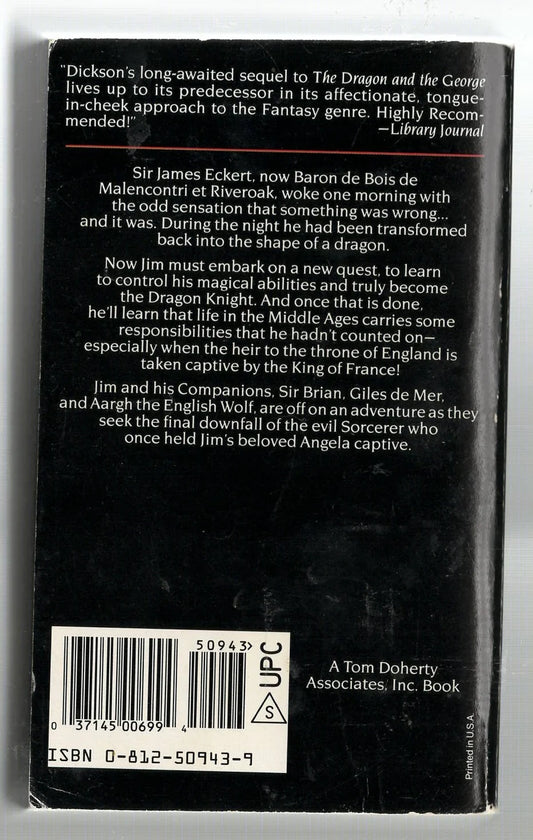 "Dickson's long-awaited sequel to The Dragon and the George
lives up to its predecessor in its affectionate, tongue-
in-cheek approach to the Fantasy genre. Highly Recom-
mended!"
—Library Journal
Sir James Eckert, now Baron de Bois de
Malencontri et Riveroak, woke one morning with
the odd sensation that something was wrong...
and it was. During the night he had been transformed
back into the shape of a dragon.
Now Jim must embark on a new quest, to learn
to control his magical abilities and truly become
the Dragon Knight. And once that is done,
he'll learn that life in the Middle Ages carries some
responsibilities that he hadn't counted on—
especially when the heir to the throne of England is
taken captive by the King of France!
Jim and his Companions, Sir Brian, Giles de Mer,
and Aargh the English Wolf, are off on an adventure as they
seek the final downfall of the evil Sorcerer who
once held Jim's beloved Angela captive.
50943>
UPC
S
0 37145 00699 4
ISBN 0-812-50943-9
A Tom Doherty
Associates, Inc. Book
Printed in U.S.A.